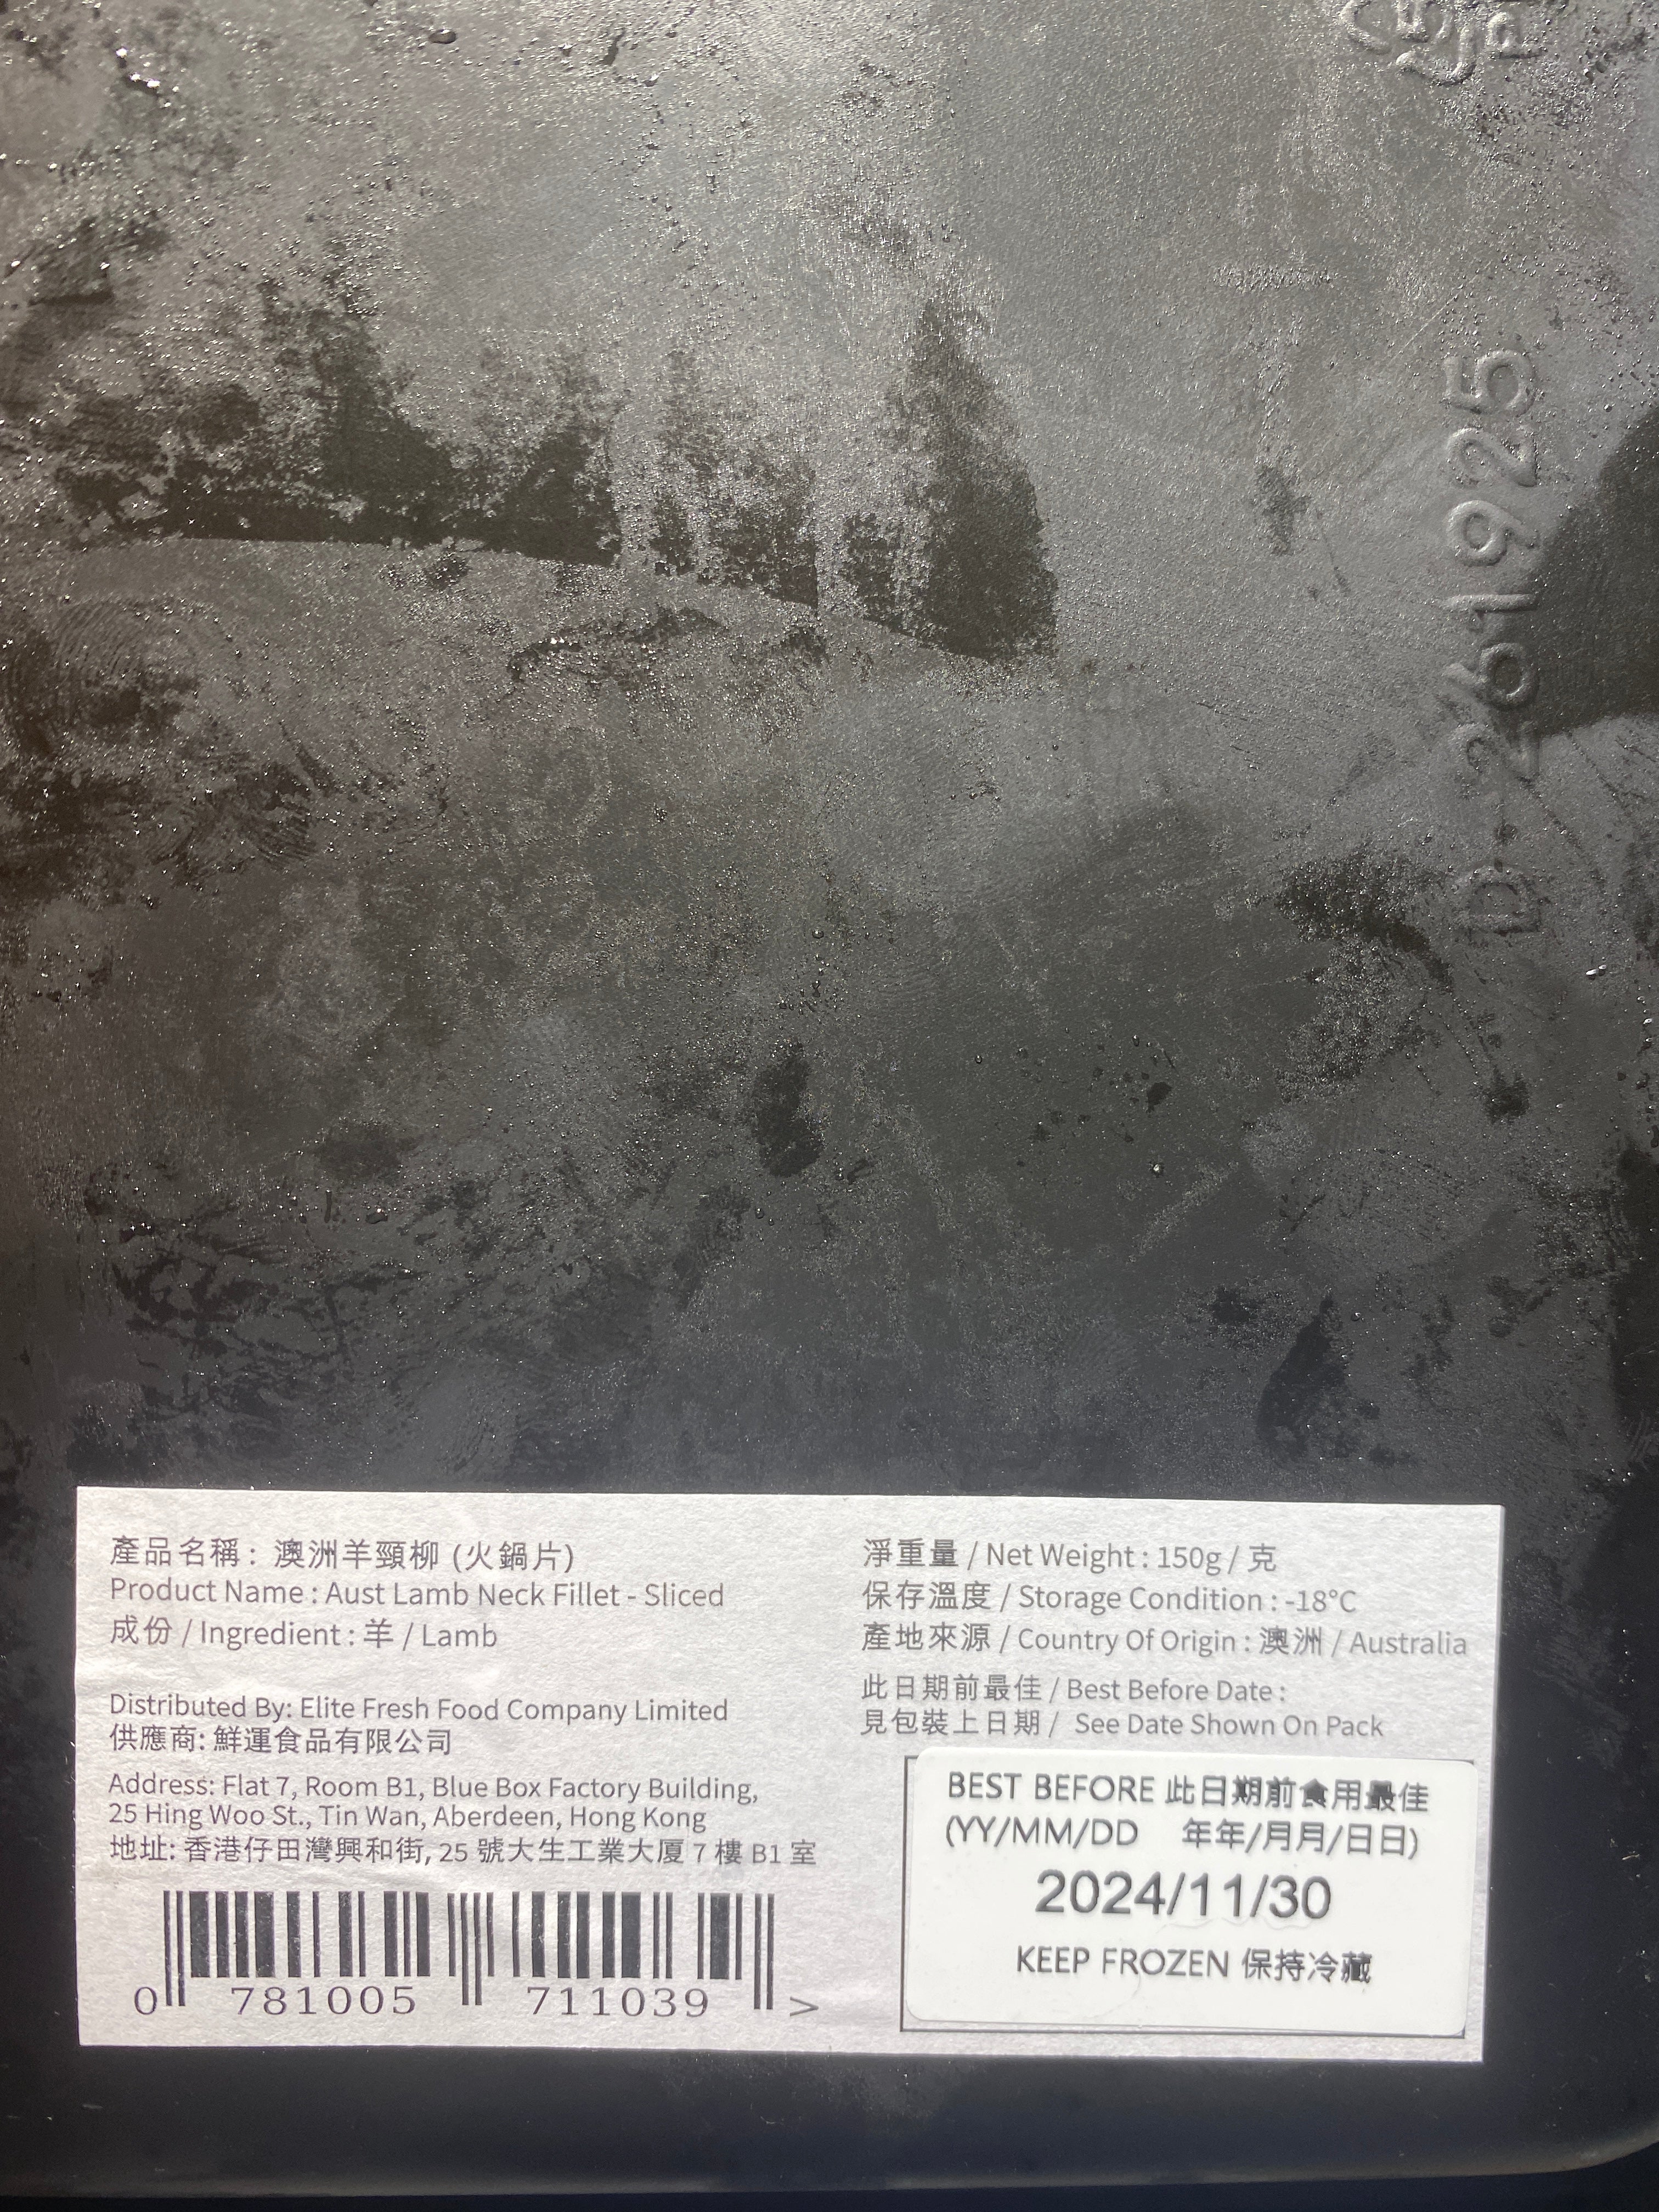 D-261925
產品名稱 : 澳洲羊頸柳 (火鍋片)
Product Name : Aust Lamb Neck Fillet - Sliced
成份 / Ingredient : 羊 / Lamb
Distributed By: Elite Fresh Food Company Limited
供應商: 鮮運食品有限公司
Address: Flat 7, Room B1, Blue Box Factory Building,
25 Hing Woo St., Tin Wan, Aberdeen, Hong Kong
地址: 香港仔田灣興和街, 25 號大生工業大厦 7 樓 B1 室
0 781005 711039 >
淨重量 / Net Weight : 150g / 克
保存溫度 / Storage Condition : -18°C
產地來源 / Country Of Origin : 澳洲 / Australia
此日期前最佳 / Best Before Date :
見包裝上日期 / See Date Shown On Pack
BEST BEFORE 此日期前食用最佳
(YY/MM/DD 年年/月月/日日)
2024/11/30
KEEP FROZEN 保持冷藏